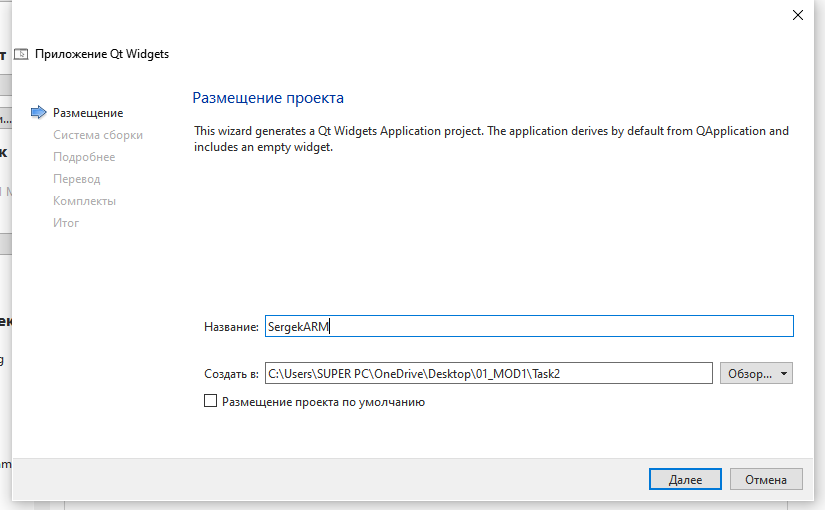 Приложение Qt Widgets
Размещение
Система сборки
Подробнее
Перевод
Комплекты
Итог
Размещение проекта
This wizard generates a Qt Widgets Application project. The application derives by default from QApplication and
includes an empty widget.
Название: SergekARM
Создать в: C:\Users\SUPER PC\OneDrive\Desktop\01_MOD1\Task2 Обзор...
Размещение проекта по умолчанию
Далее Отмена